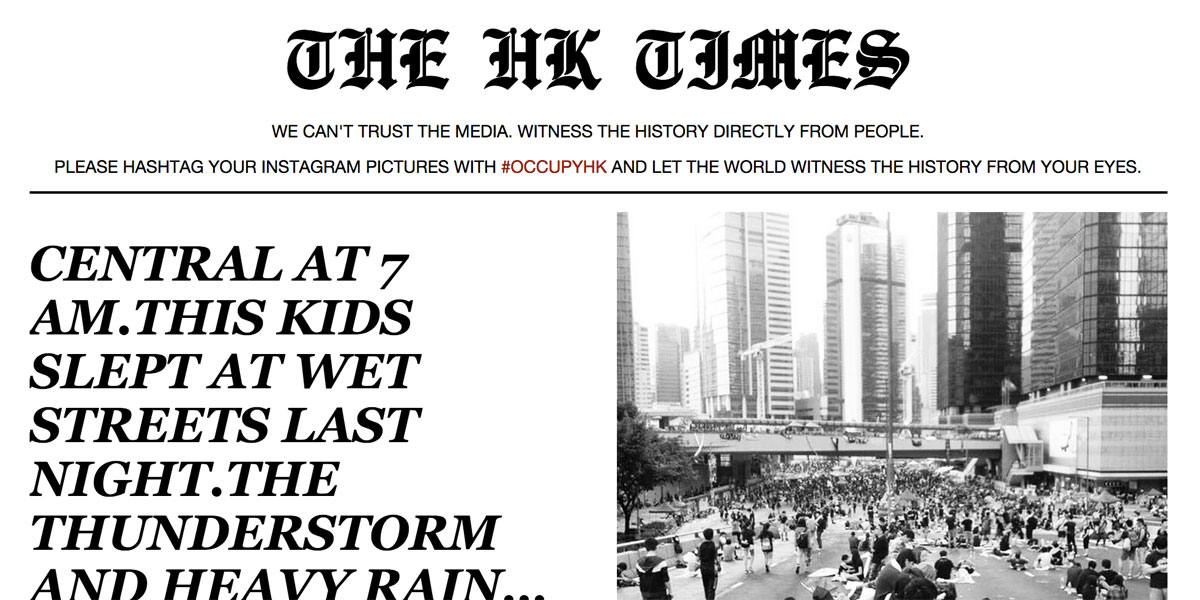 THE HK TIMES
WE CAN'T TRUST THE MEDIA. WITNESS THE HISTORY DIRECTLY FROM PEOPLE.
PLEASE HASHTAG YOUR INSTAGRAM PICTURES WITH #OCCUPYHK AND LET THE WORLD WITNESS THE HISTORY FROM YOUR EYES.
CENTRAL AT 7
AM.THIS KIDS
SLEPT AT WET
STREETS LAST
NIGHT.THE
THUNDERSTORM
AND HEAVY RAIN...